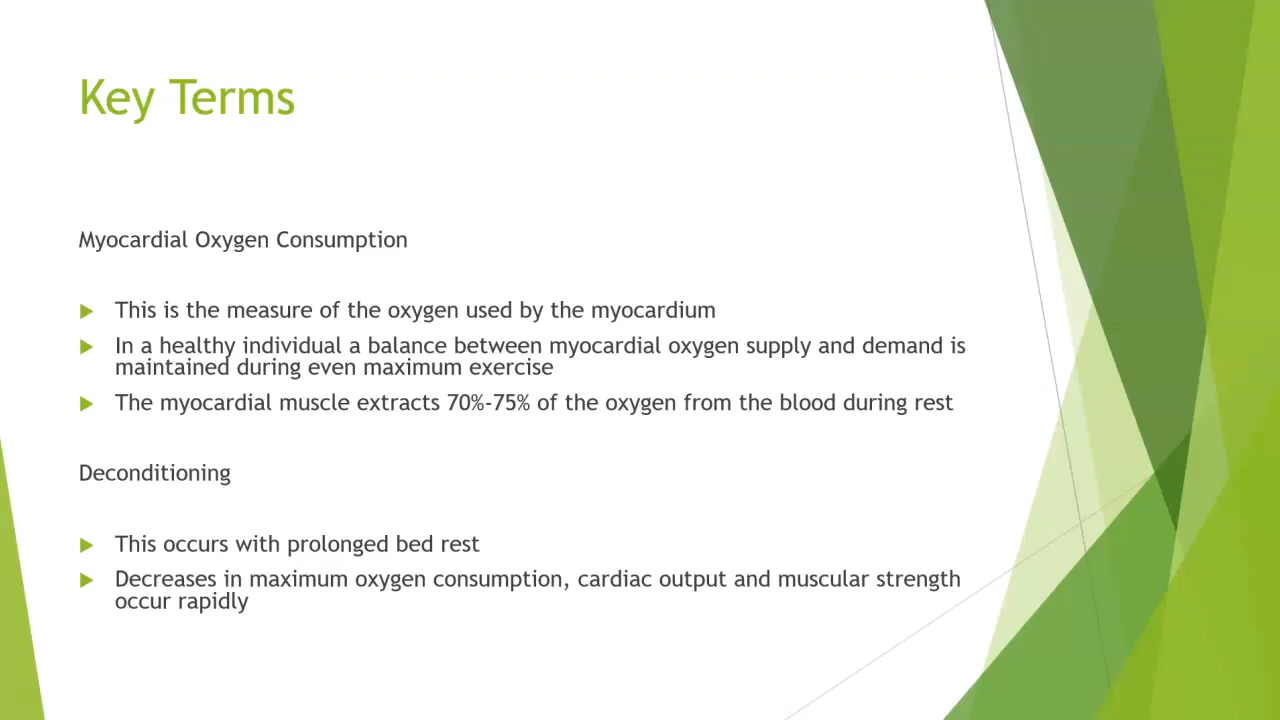 Key Terms
Myocardial Oxygen Consumption
This is the measure of the oxygen used by the myocardium
In a healthy individual a balance between myocardial oxygen supply and demand is
maintained during even maximum exercise
The myocardial muscle extracts 70%-75% of the oxygen from the blood during rest
Deconditioning
This occurs with prolonged bed rest
Decreases in maximum oxygen consumption, cardiac output and muscular strength
occur rapidly